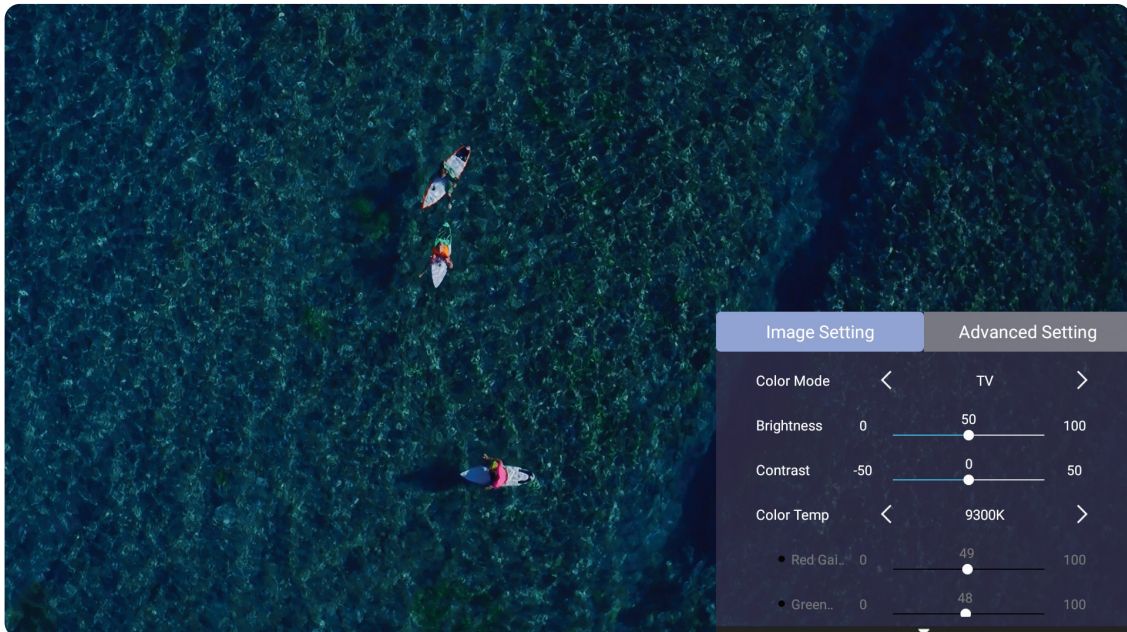 Image Setting Advanced Setting
Color Mode TV
Brightness 0 50 100
Contrast -50 0 50
Color Temp 9300K
Red Gai.. 0 49 100
Green.. 0 48 100